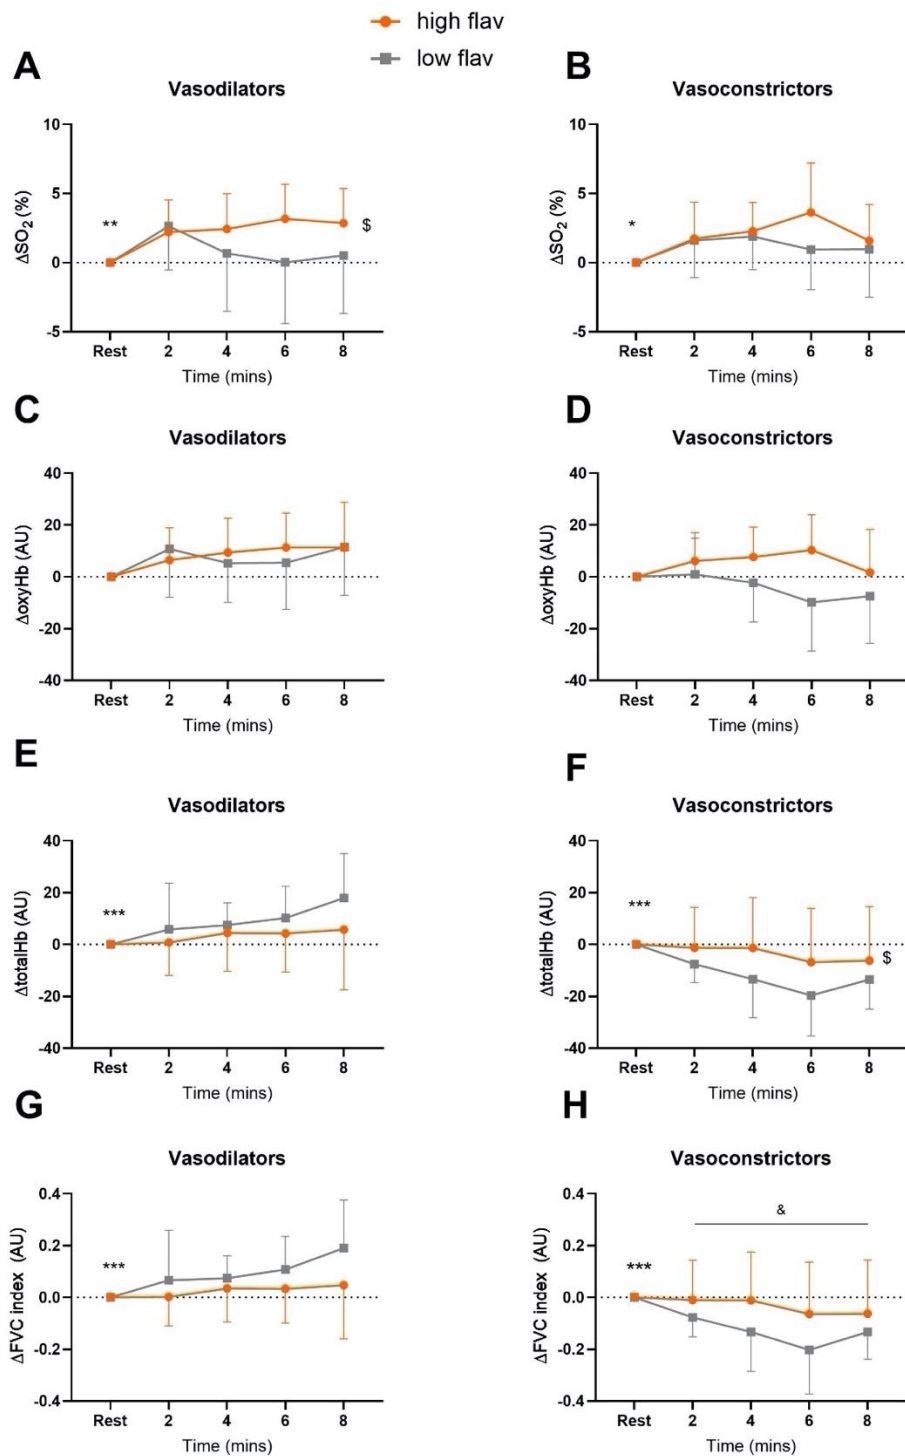 high flav
low flav
A
Vasodilators
10
5
0
-5
ΔSO2 (%)
**
$
Rest 2 4 6 8
Time (mins)
B
Vasoconstrictors
10
5
0
-5
ΔSO2 (%)
*
Rest 2 4 6 8
Time (mins)
C
Vasodilators
40
20
0
-20
-40
ΔoxyHb (AU)
Rest 2 4 6 8
Time (mins)
D
Vasoconstrictors
40
20
0
-20
-40
ΔoxyHb (AU)
Rest 2 4 6 8
Time (mins)
E
Vasodilators
40
20
0
-20
-40
ΔtotalHb (AU)
***
Rest 2 4 6 8
Time (mins)
F
Vasoconstrictors
40
20
0
-20
-40
ΔtotalHb (AU)
***
$
Rest 2 4 6 8
Time (mins)
G
Vasodilators
0.4
0.2
0.0
-0.2
-0.4
ΔFVC index (AU)
***
Rest 2 4 6 8
Time (mins)
H
Vasoconstrictors
0.4
0.2
0.0
-0.2
-0.4
ΔFVC index (AU)
***
&
Rest 2 4 6 8
Time (mins)